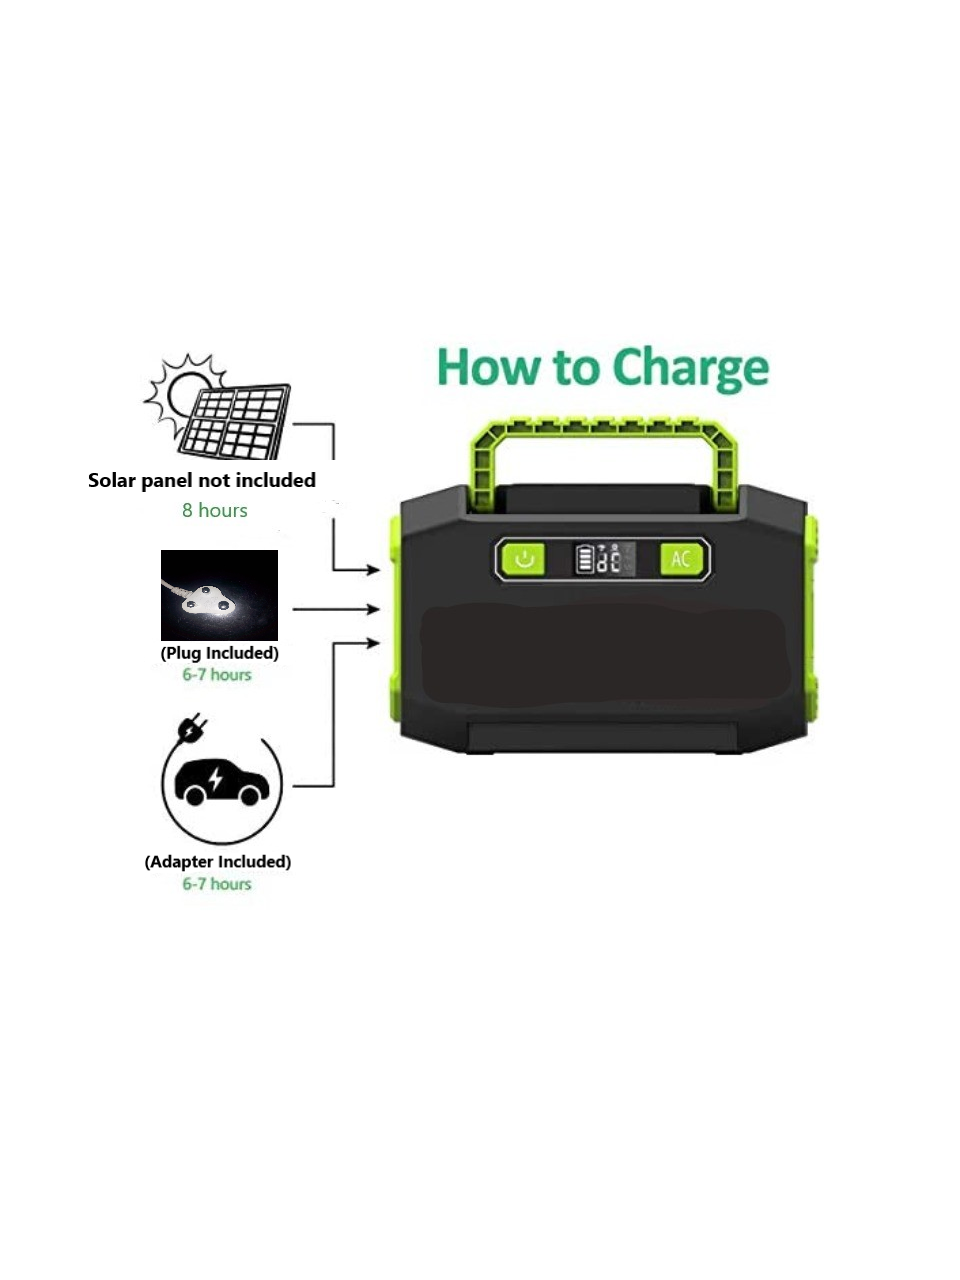 How to Charge
Solar panel not included
8 hours
AC
(Plug Included)
6-7 hours
(Adapter Included)
6-7 hours